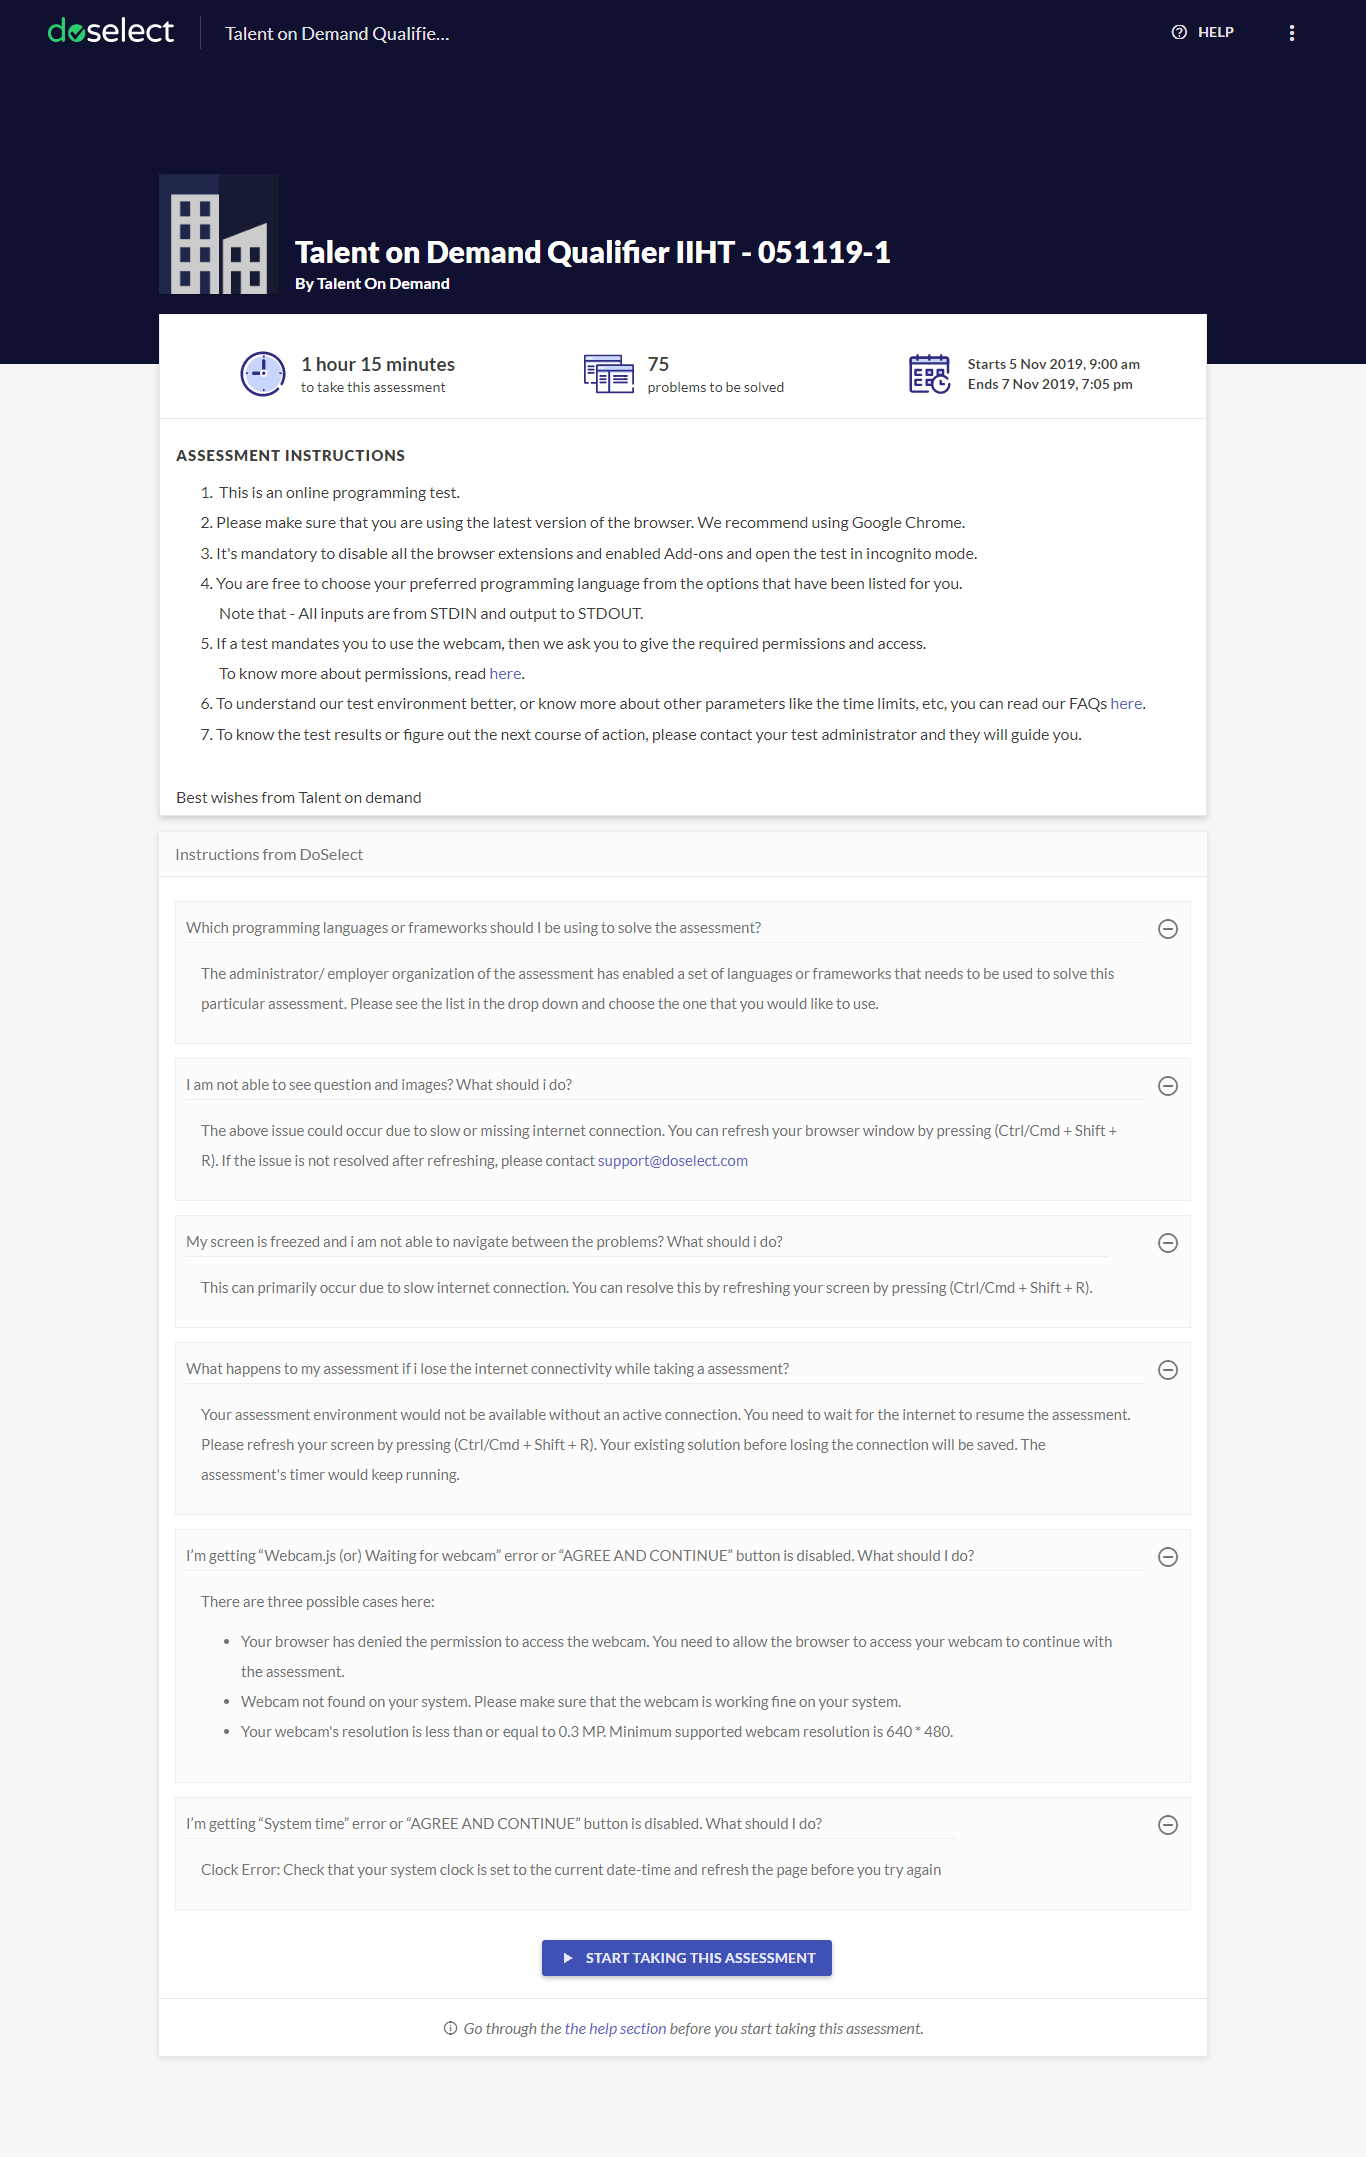 doselect
Talent on Demand Qualifie...
HELP
Talent on Demand Qualifier IIHT - 051119-1
By Talent On Demand
1 hour 15 minutes
to take this assessment
75
problems to be solved
Starts 5 Nov 2019, 9:00 am
Ends 7 Nov 2019, 7:05 pm
ASSESSMENT INSTRUCTIONS
1. This is an online programming test.
2. Please make sure that you are using the latest version of the browser. We recommend using Google Chrome.
3. It's mandatory to disable all the browser extensions and enabled Add-ons and open the test in incognito mode.
4. You are free to choose your preferred programming language from the options that have been listed for you.
Note that - All inputs are from STDIN and output to STDOUT.
5. If a test mandates you to use the webcam, then we ask you to give the required permissions and access.
To know more about permissions, read here.
6. To understand our test environment better, or know more about other parameters like the time limits, etc, you can read our FAQs here.
7. To know the test results or figure out the next course of action, please contact your test administrator and they will guide you.
Best wishes from Talent on demand
Instructions from DoSelect
Which programming languages or frameworks should I be using to solve the assessment?
The administrator/ employer organization of the assessment has enabled a set of languages or frameworks that needs to be used to solve this
particular assessment. Please see the list in the drop down and choose the one that you would like to use.
I am not able to see question and images? What should i do?
The above issue could occur due to slow or missing internet connection. You can refresh your browser window by pressing (Ctrl/Cmd + Shift +
R). If the issue is not resolved after refreshing, please contact support@doselect.com
My screen is freezed and i am not able to navigate between the problems? What should i do?
This can primarily occur due to slow internet connection. You can resolve this by refreshing your screen by pressing (Ctrl/Cmd + Shift + R).
What happens to my assessment if i lose the internet connectivity while taking a assessment?
Your assessment environment would not be available without an active connection. You need to wait for the internet to resume the assessment.
Please refresh your screen by pressing (Ctrl/Cmd + Shift + R). Your existing solution before losing the connection will be saved. The
assessment's timer would keep running.
I’m getting “Webcam.js (or) Waiting for webcam” error or “AGREE AND CONTINUE” button is disabled. What should I do?
There are three possible cases here:
• Your browser has denied the permission to access the webcam. You need to allow the browser to access your webcam to continue with
the assessment.
• Webcam not found on your system. Please make sure that the webcam is working fine on your system.
• Your webcam's resolution is less than or equal to 0.3 MP. Minimum supported webcam resolution is 640 * 480.
I’m getting “System time” error or “AGREE AND CONTINUE” button is disabled. What should I do?
Clock Error: Check that your system clock is set to the current date-time and refresh the page before you try again
START TAKING THIS ASSESSMENT
Go through the the help section before you start taking this assessment.